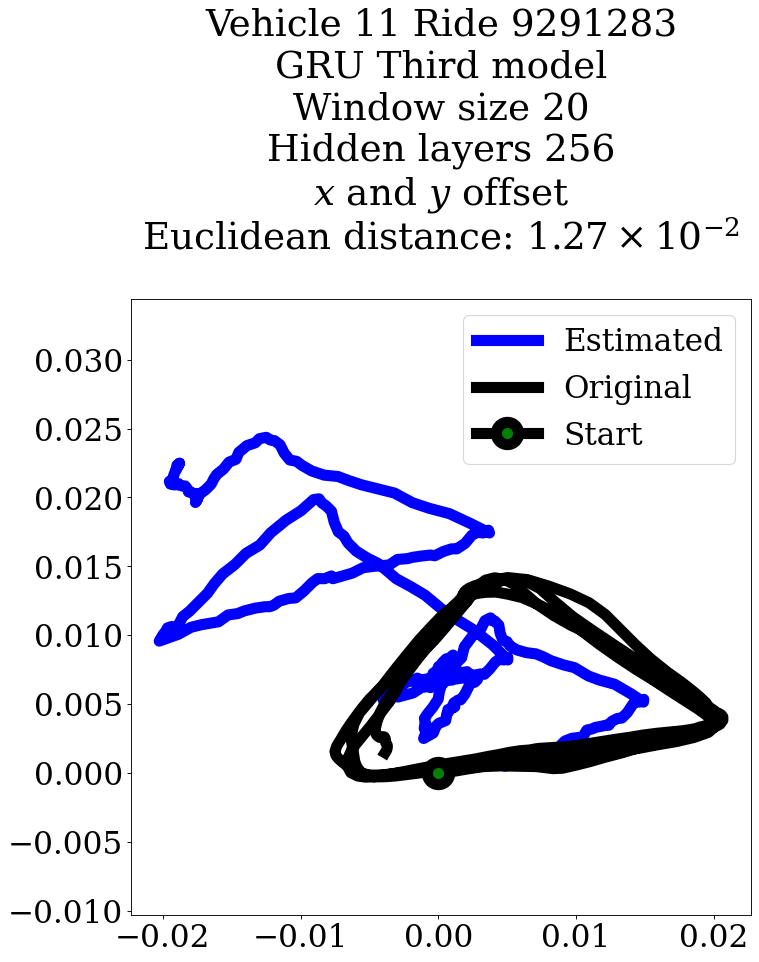 Vehicle 11 Ride 9291283
GRU Third model
Window size 20
Hidden layers 256
x and y offset
Euclidean distance: 1.27 × 10⁻²
Estimated
Original
Start
0.030
0.025
0.020
0.015
0.010
0.005
0.000
−0.005
−0.010
−0.02 −0.01 0.00 0.01 0.02